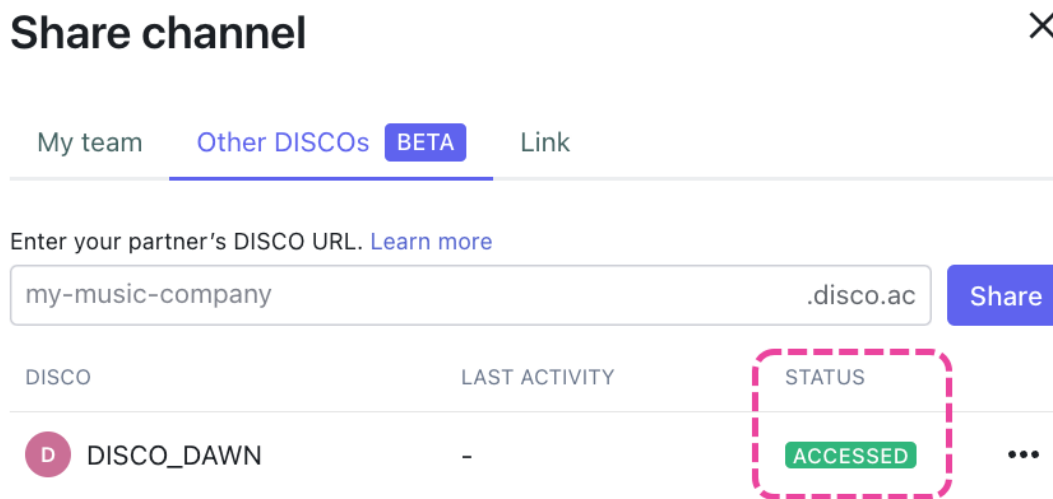 Share channel
My team Other DISCOs BETA Link
Enter your partner's DISCO URL. Learn more
my-music-company .disco.ac Share
DISCO LAST ACTIVITY STATUS
D DISCO_DAWN - ACCESSED •••